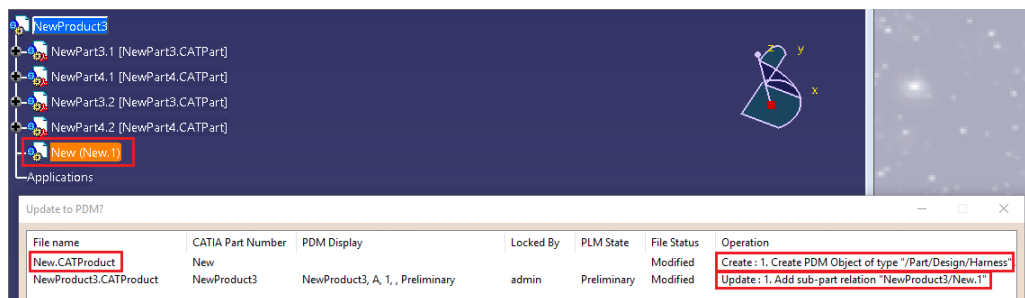 NewProduct3
NewPart3.1 [NewPart3.CATPart]
NewPart4.1 [NewPart4.CATPart]
NewPart3.2 [NewPart3.CATPart]
NewPart4.2 [NewPart4.CATPart]
New (New.1)
Applications
z y
x
Update to PDM?
File name CATIA Part Number PDM Display Locked By PLM State File Status Operation
New.CATProduct New Modified Create : 1. Create PDM Object of type "/Part/Design/Harness"
NewProduct3.CATProduct NewProduct3 NewProduct3, A, 1, , Preliminary admin Preliminary Modified Update : 1. Add sub-part relation "NewProduct3/New.1"